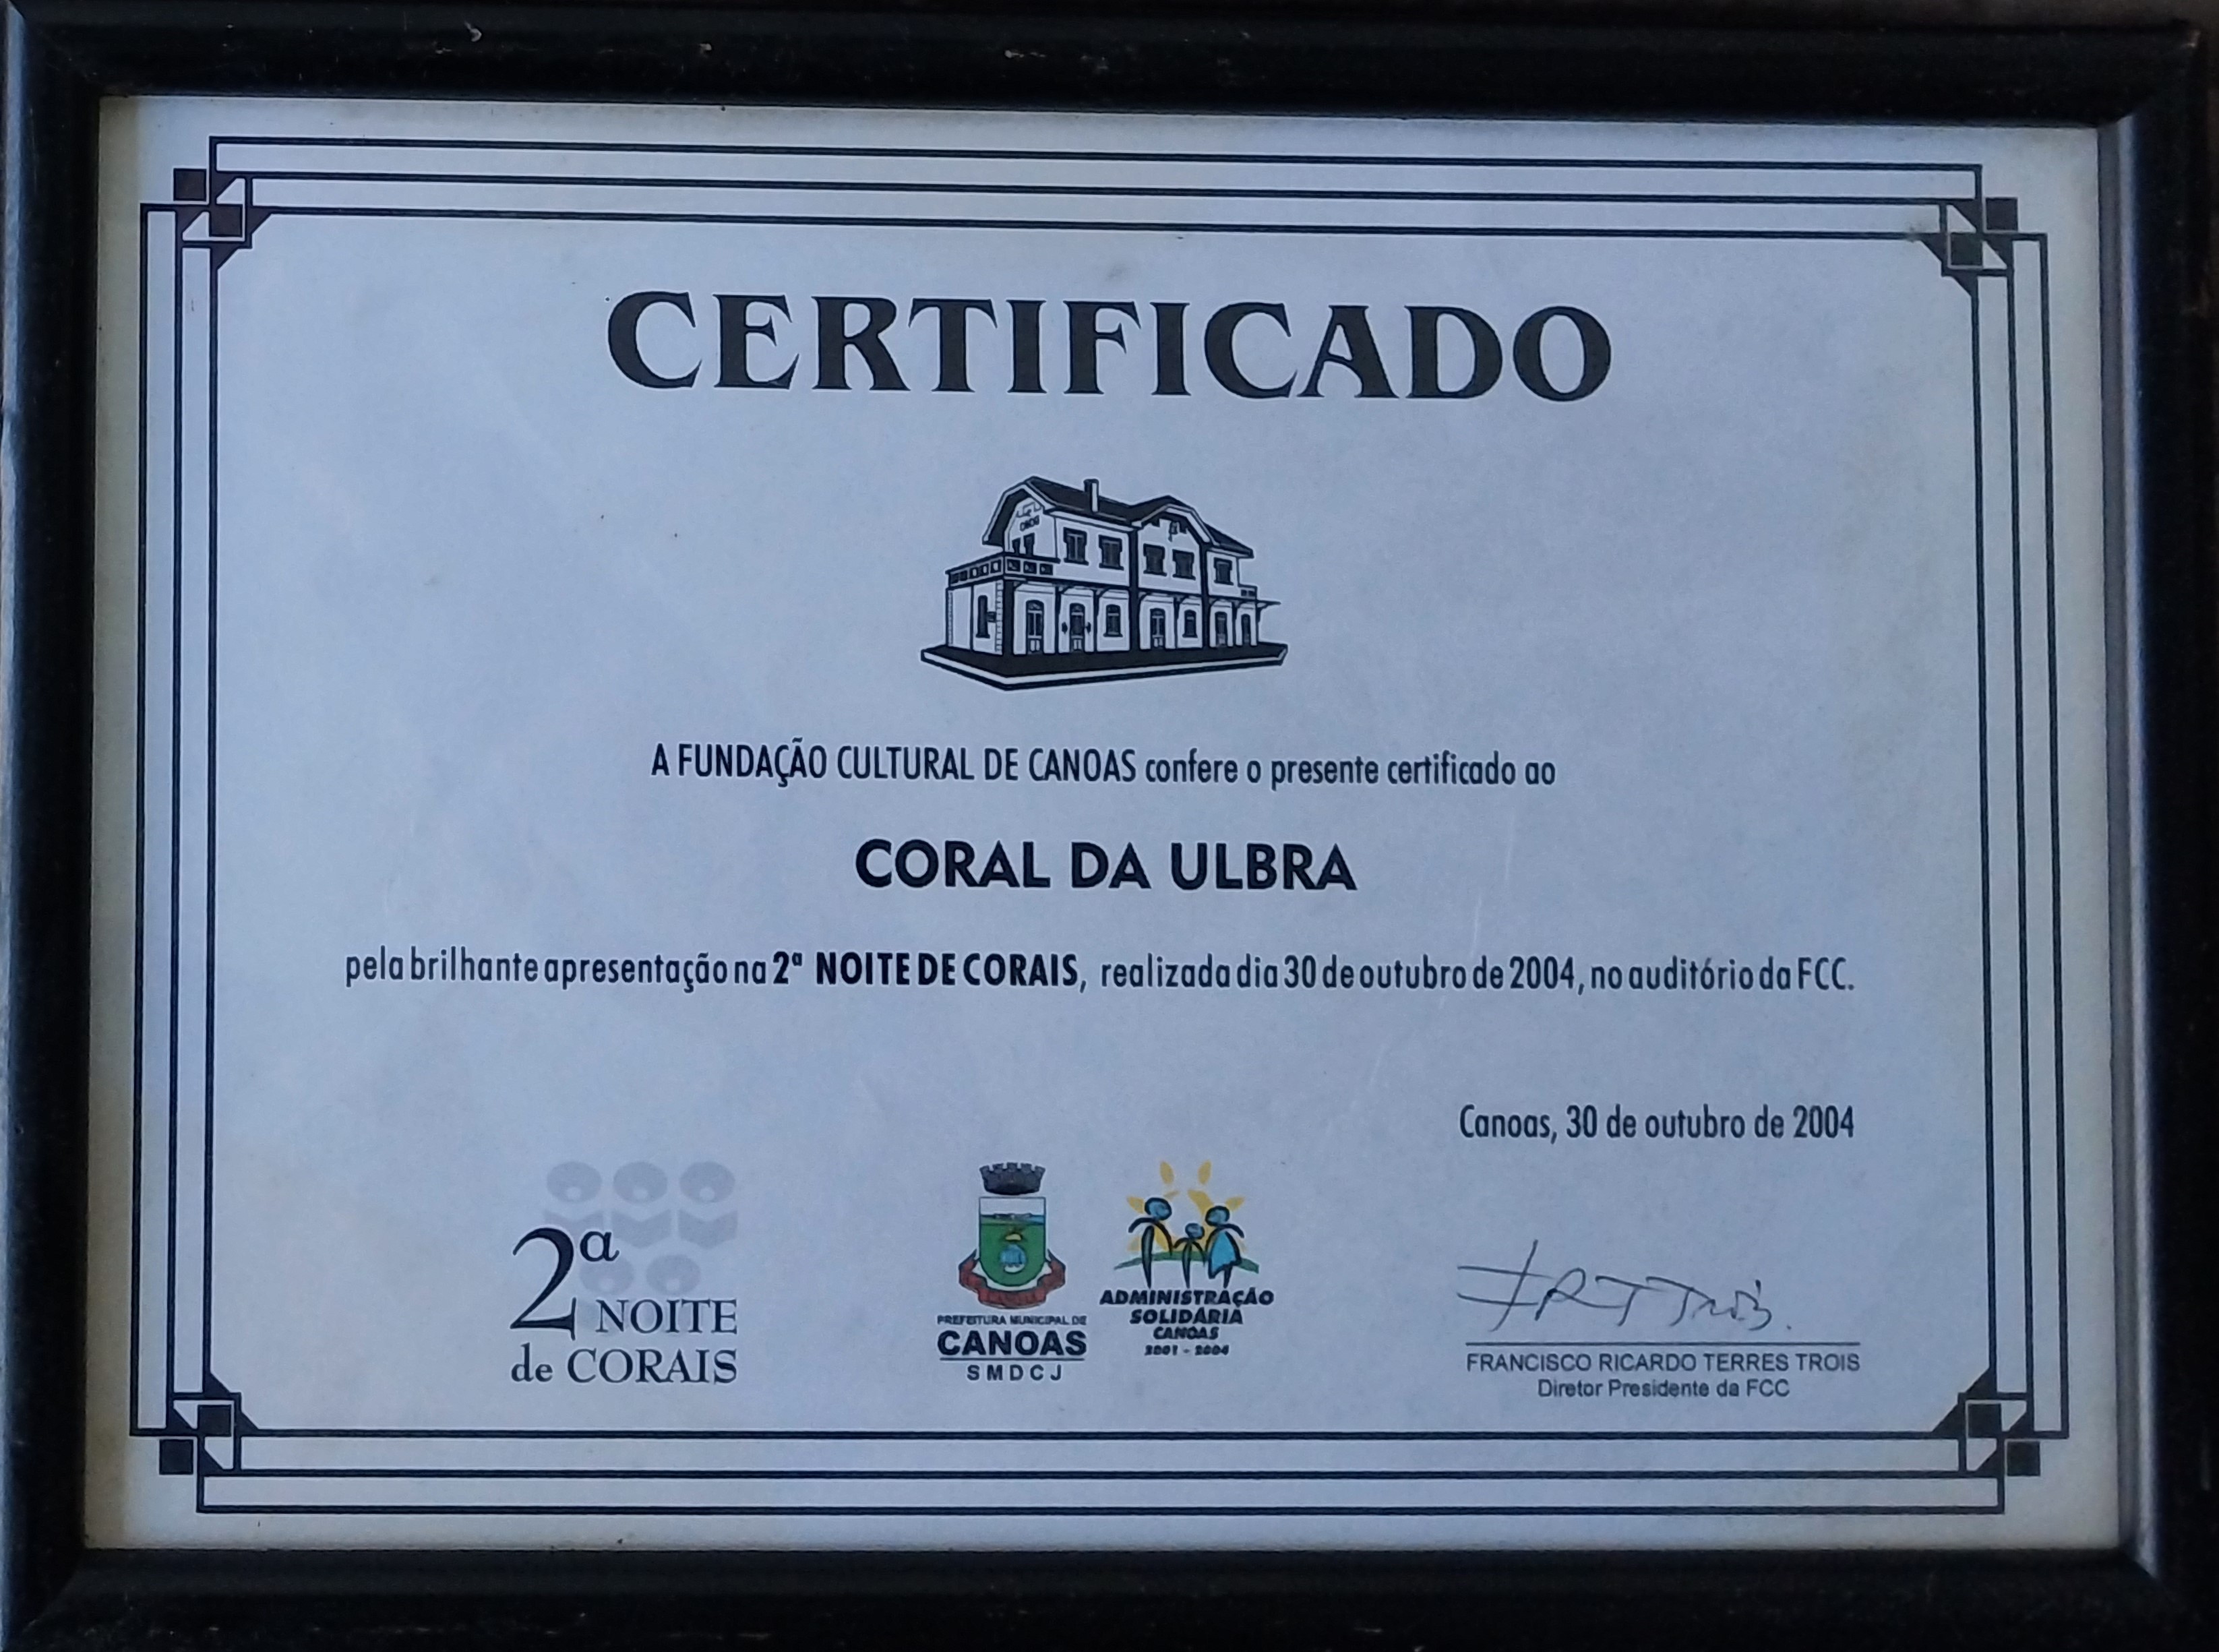 CERTIFICADO
A FUNDAÇÃO CULTURAL DE CANOAS confere o presente certificado ao
CORAL DA ULBRA
pela brilhante apresentação na 2ª NOITE DE CORAIS, realizada dia 30 de outubro de 2004, no auditório da FCC.
Canoas, 30 de outubro de 2004
2ª
NOITE
de CORAIS
PREFEITURA MUNICIPAL DE
CANOAS
SMDCJ
ADMINISTRAÇÃO
SOLIDÁRIA
CANOAS
2001 - 2004
FRT Trois.
FRANCISCO RICARDO TERRES TROIS
Diretor Presidente da FCC